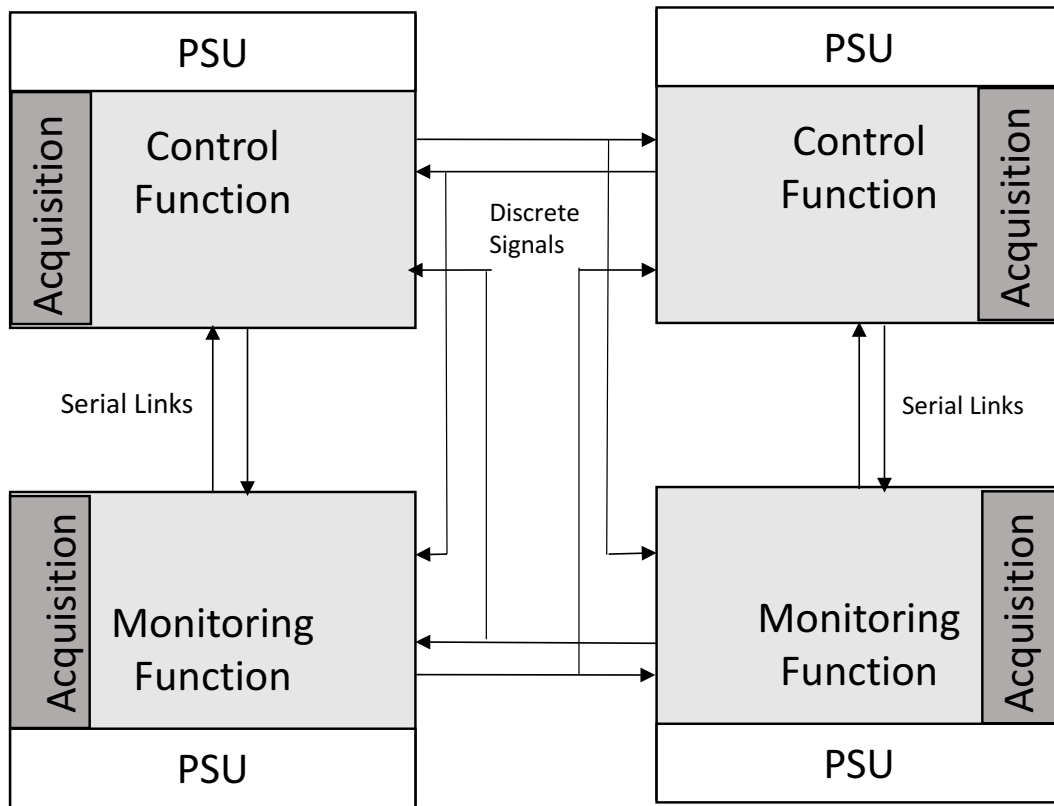 PSU
Acquisition
Control
Function
PSU
Control
Function
Acquisition
Discrete
Signals
Serial Links
Serial Links
Acquisition
Monitoring
Function
PSU
Monitoring
Function
Acquisition
PSU